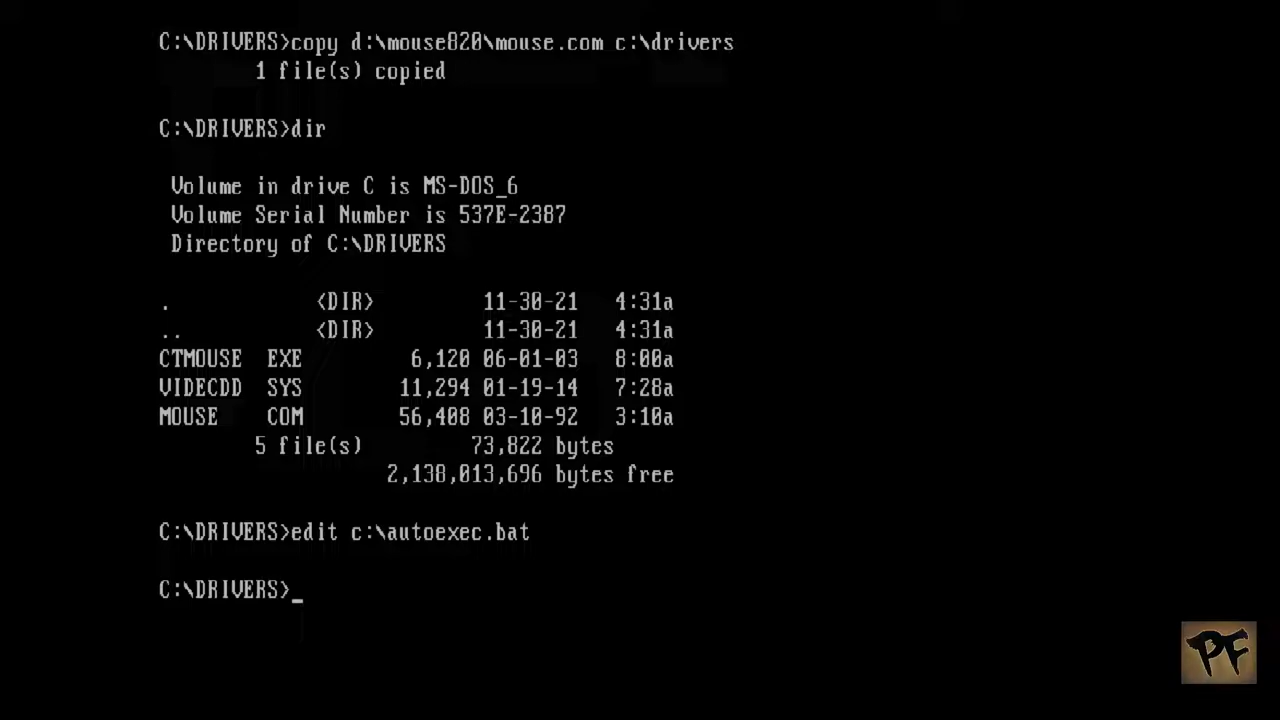 C:\DRIVERS>copy d:\mouse820\mouse.com c:\drivers
1 file(s) copied
C:\DRIVERS>dir
Volume in drive C is MS-DOS_6
Volume Serial Number is 537E-2387
Directory of C:\DRIVERS
. <DIR> 11-30-21 4:31a
.. <DIR> 11-30-21 4:31a
CTMOUSE EXE 6,120 06-01-03 8:00a
VIDECDD SYS 11,294 01-19-14 7:28a
MOUSE COM 56,408 03-10-92 3:10a
5 file(s) 73,822 bytes
2,138,013,696 bytes free
C:\DRIVERS>edit c:\autoexec.bat
C:\DRIVERS>_
PF